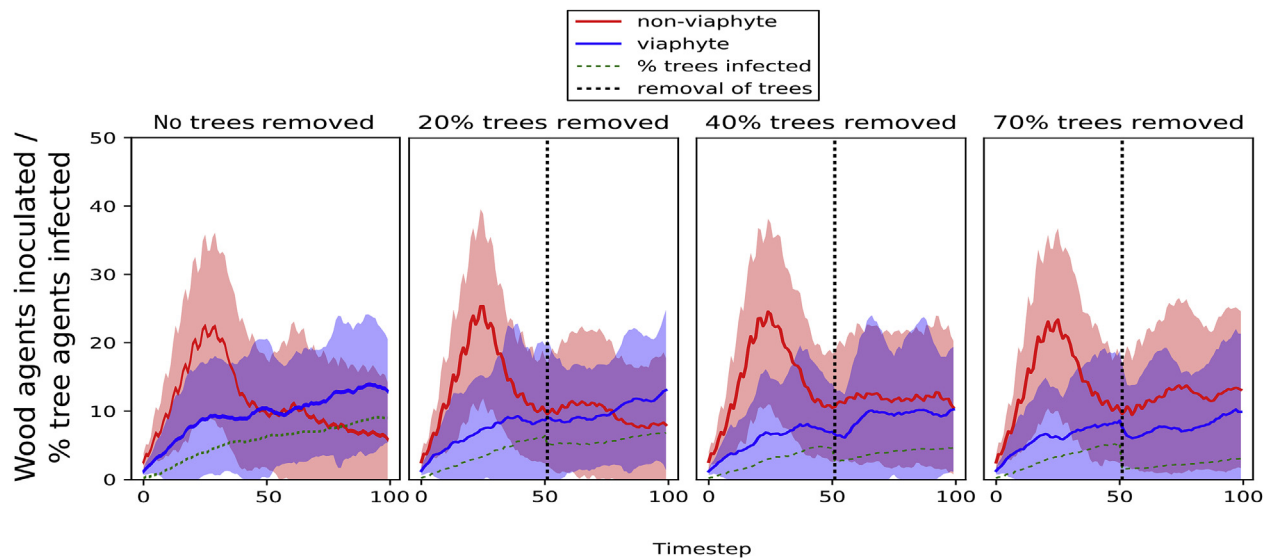 non-viaphyte
viaphyte
% trees infected
removal of trees
No trees removed
20% trees removed
40% trees removed
70% trees removed
Wood agents inoculated /
% tree agents infected
50
40
30
20
10
0
0 50 100
0 50 100
0 50 100
0 50 100
Timestep